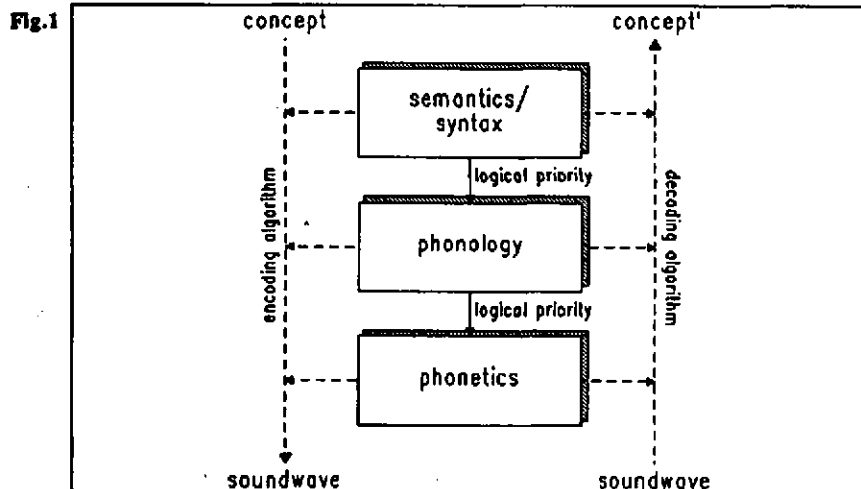 Fig.1
concept
concept'
semantics/
syntax
logical priority
encoding algorithm
decoding algorithm
phonology
logical priority
phonetics
soundwave
soundwave